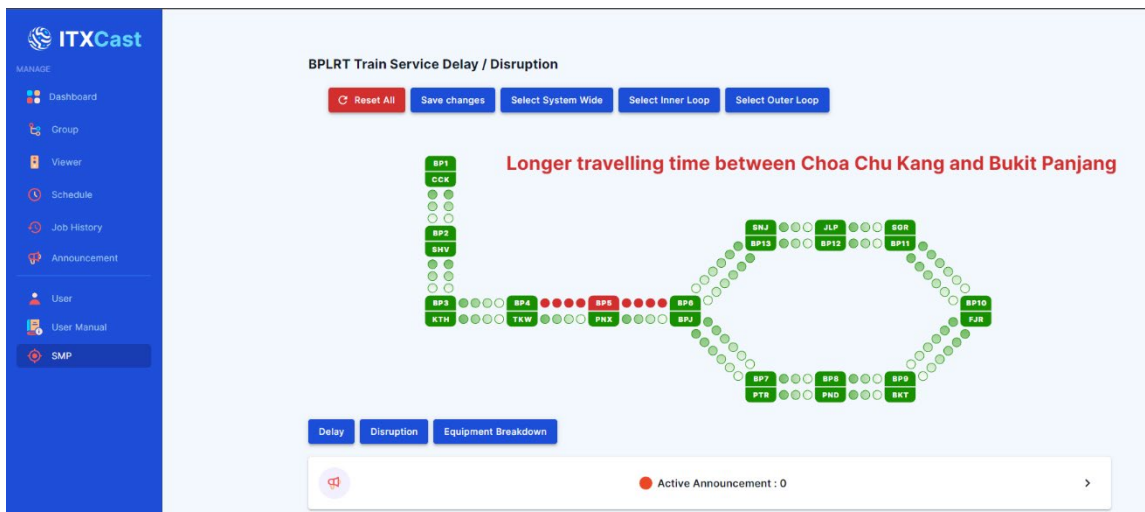 ITXCast
MANAGE
Dashboard
Group
Viewer
Schedule
Job History
Announcement
User
User Manual
SMP
BPLRT Train Service Delay / Disruption
Reset All
Save changes
Select System Wide
Select Inner Loop
Select Outer Loop
Longer travelling time between Choa Chu Kang and Bukit Panjang
BP1
CCK
BP2
SHV
BP3
KTH
BP4
TKW
BP5
PNX
BP6
BPJ
SNJ
BP13
JLP
BP12
SGR
BP11
BP10
FJR
BP7
PTR
BP8
PND
BP9
BKT
Delay
Disruption
Equipment Breakdown
Active Announcement : 0